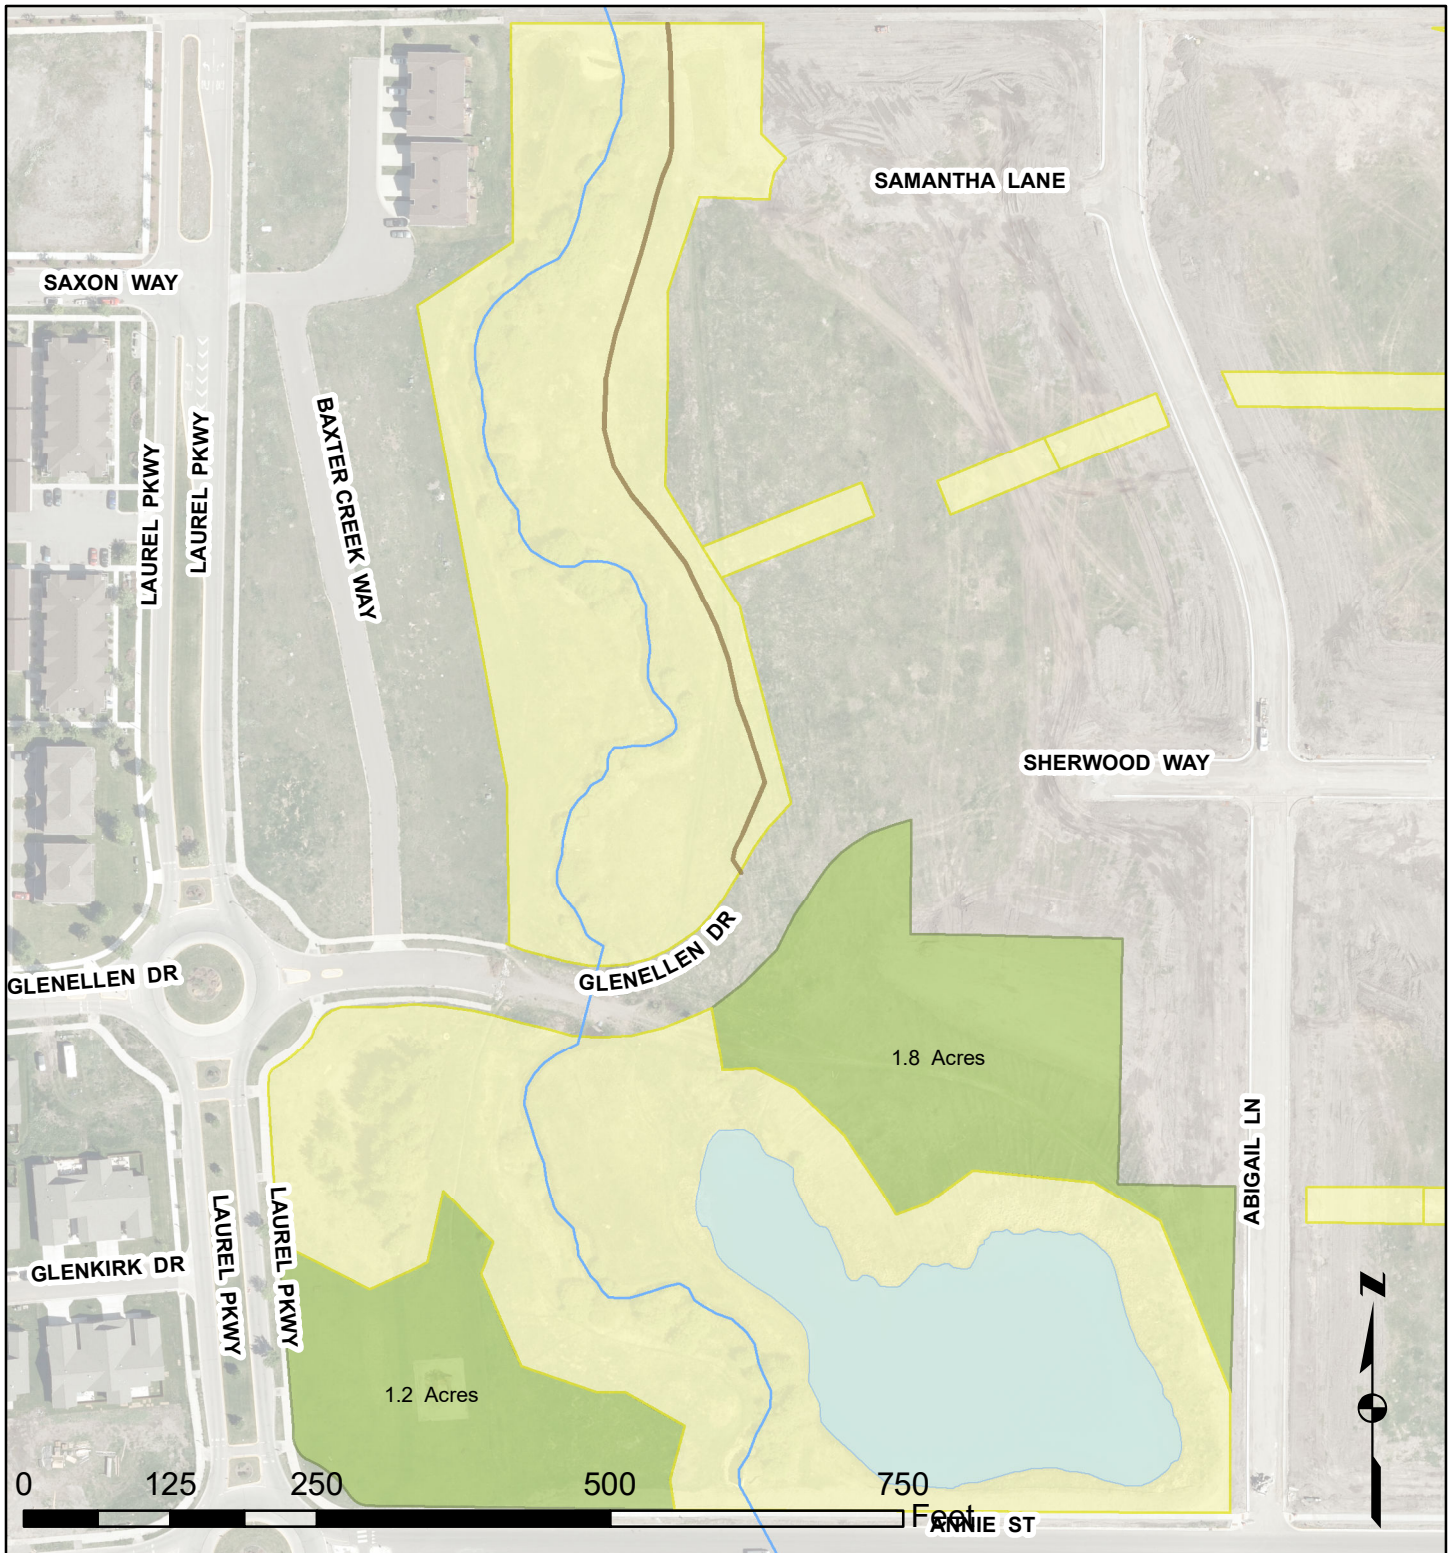 SAMANTHA LANE
SAXON WAY
LAUREL PKWY
LAUREL PKWY
BAXTER CREEK WAY
SHERWOOD WAY
GLENELLEN DR
GLENELLEN DR
1.8 Acres
ABIGAIL LN
LAUREL PKWY
LAUREL PKWY
GLENKIRK DR
Z
1.2 Acres
0 125 250 500 750
Feet
ANNIE ST